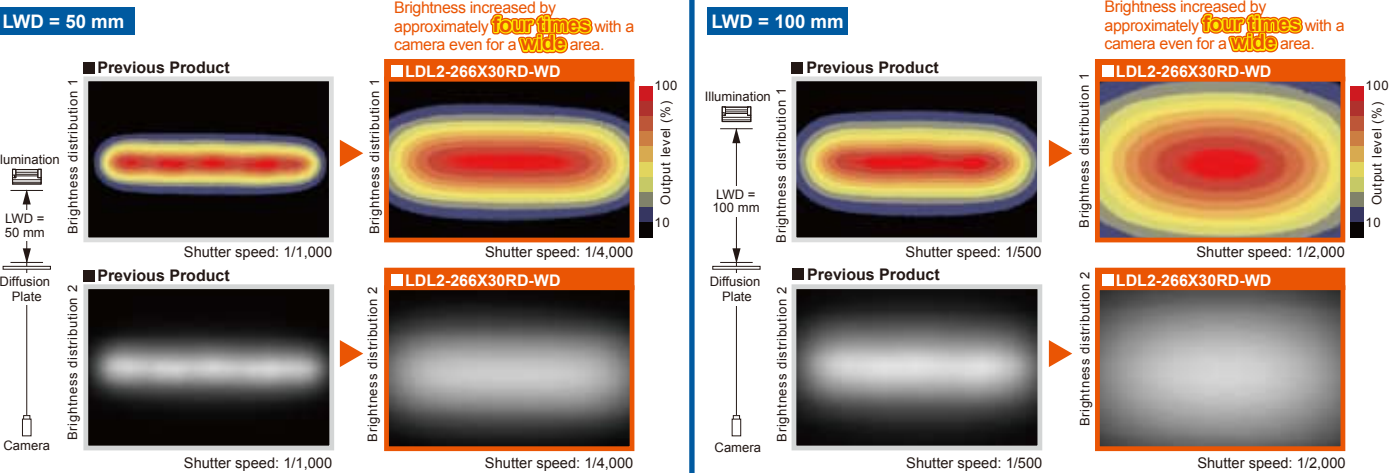 LWD = 50 mm
Brightness increased by
approximately four times with a
camera even for a wide area.
■Previous Product
■LDL2-266X30RD-WD
Brightness distribution 1
Brightness distribution 1
100
10
Output level (%)
lumination
LWD =
50 mm
Diffusion
Plate
Camera
Shutter speed: 1/1,000
Shutter speed: 1/4,000
■Previous Product
■LDL2-266X30RD-WD
Brightness distribution 2
Brightness distribution 2
Shutter speed: 1/1,000
Shutter speed: 1/4,000
LWD = 100 mm
Brightness increased by
approximately four times with a
camera even for a wide area.
■Previous Product
■LDL2-266X30RD-WD
Brightness distribution 1
Brightness distribution 1
100
10
Output level (%)
Illumination
LWD =
100 mm
Diffusion
Plate
Camera
Shutter speed: 1/500
Shutter speed: 1/2,000
■Previous Product
■LDL2-266X30RD-WD
Brightness distribution 2
Brightness distribution 2
Shutter speed: 1/500
Shutter speed: 1/2,000